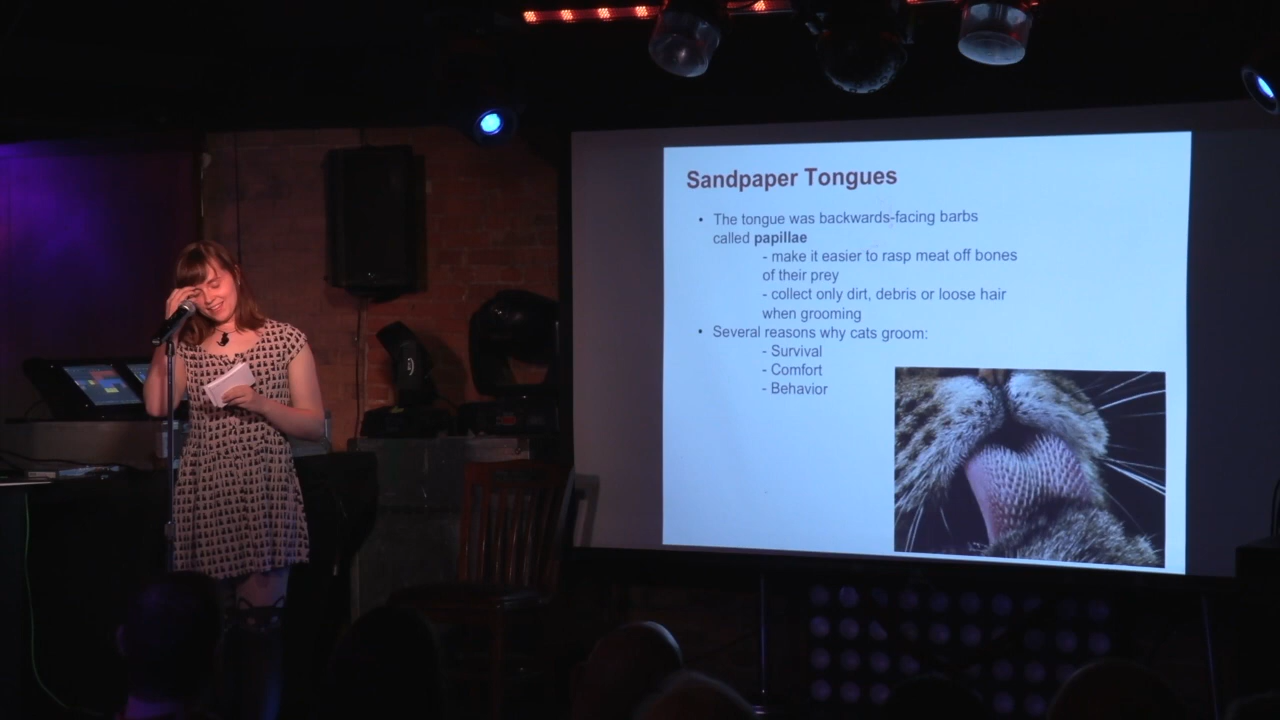 Sandpaper Tongues
• The tongue was backwards-facing barbs
called papillae
- make it easier to rasp meat off bones
of their prey
- collect only dirt, debris or loose hair
when grooming
• Several reasons why cats groom:
- Survival
- Comfort
- Behavior